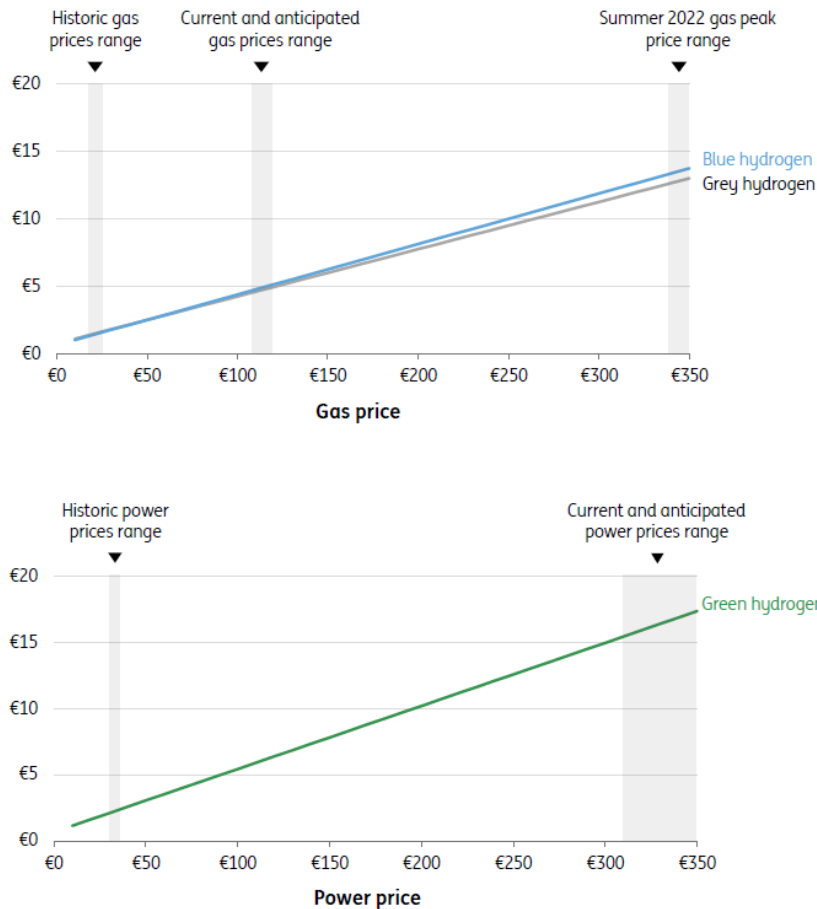 Historic gas
prices range
Current and anticipated
gas prices range
Summer 2022 gas peak
price range
€20
€15
€10
€5
€0
Blue hydrogen
Grey hydrogen
€0 €50 €100 €150 €200 €250 €300 €350
Gas price
Historic power
prices range
Current and anticipated
power prices range
€20
€15
€10
€5
€0
Green hydrogen
€0 €50 €100 €150 €200 €250 €300 €350
Power price